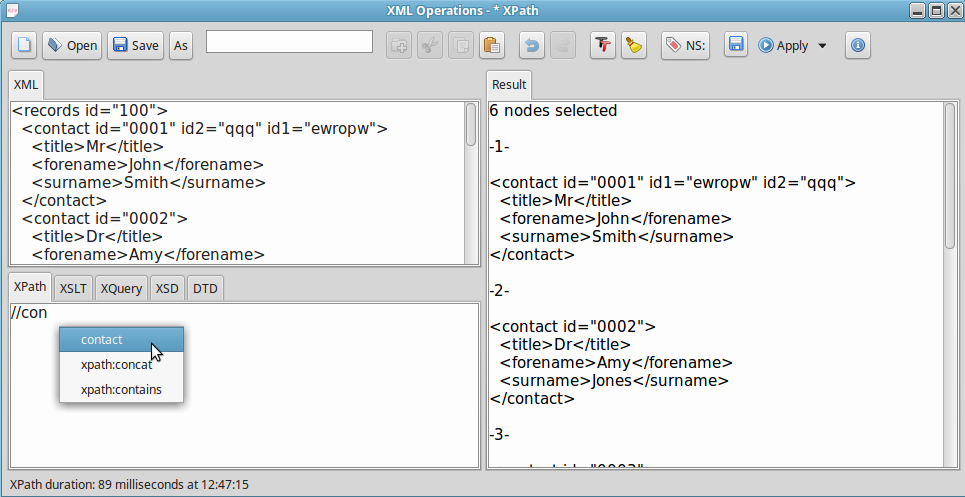 XML Operations - * XPath
Open Save As NS: Apply
XML
<records id="100">
<contact id="0001" id2="qqq" id1="ewropw">
<title>Mr</title>
<forename>John</forename>
<surname>Smith</surname>
</contact>
<contact id="0002">
<title>Dr</title>
<forename>Amy</forename>
XPath XSLT XQuery XSD DTD
//con
contact
xpath:concat
xpath:contains
Result
6 nodes selected
-1-
<contact id="0001" id1="ewropw" id2="qqq">
<title>Mr</title>
<forename>John</forename>
<surname>Smith</surname>
</contact>
-2-
<contact id="0002">
<title>Dr</title>
<forename>Amy</forename>
<surname>Jones</surname>
</contact>
-3-
XPath duration: 89 milliseconds at 12:47:15